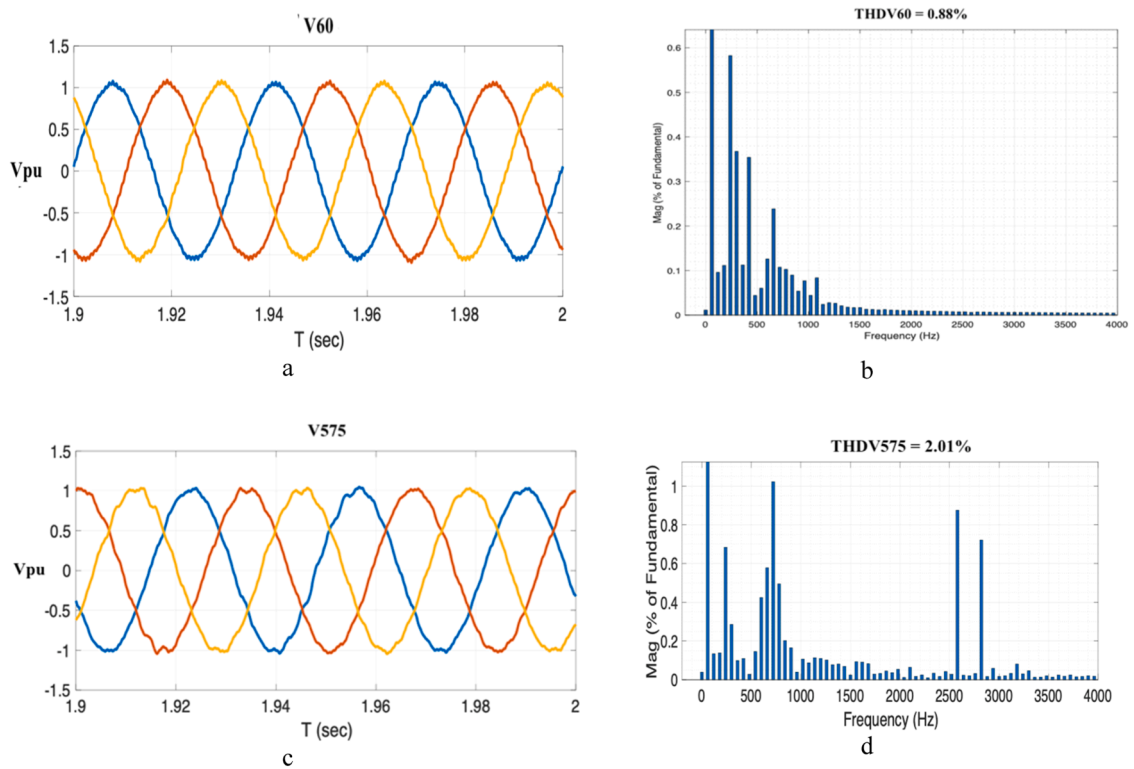 V60
1.5
1
0.5
0
-0.5
-1
-1.5
Vpu
1.9 1.92 1.94 1.96 1.98 2
T (sec)
a
THDV60 = 0.88%
0.6
0.5
0.4
0.3
0.2
0.1
0
Mag (% of Fundamental)
0 500 1000 1500 2000 2500 3000 3500 4000
Frequency (Hz)
b
V575
1.5
1
0.5
0
-0.5
-1
-1.5
Vpu
1.9 1.92 1.94 1.96 1.98 2
T (sec)
c
THDV575 = 2.01%
1
0.8
0.6
0.4
0.2
0
Mag (% of Fundamental)
0 500 1000 1500 2000 2500 3000 3500 4000
Frequency (Hz)
d